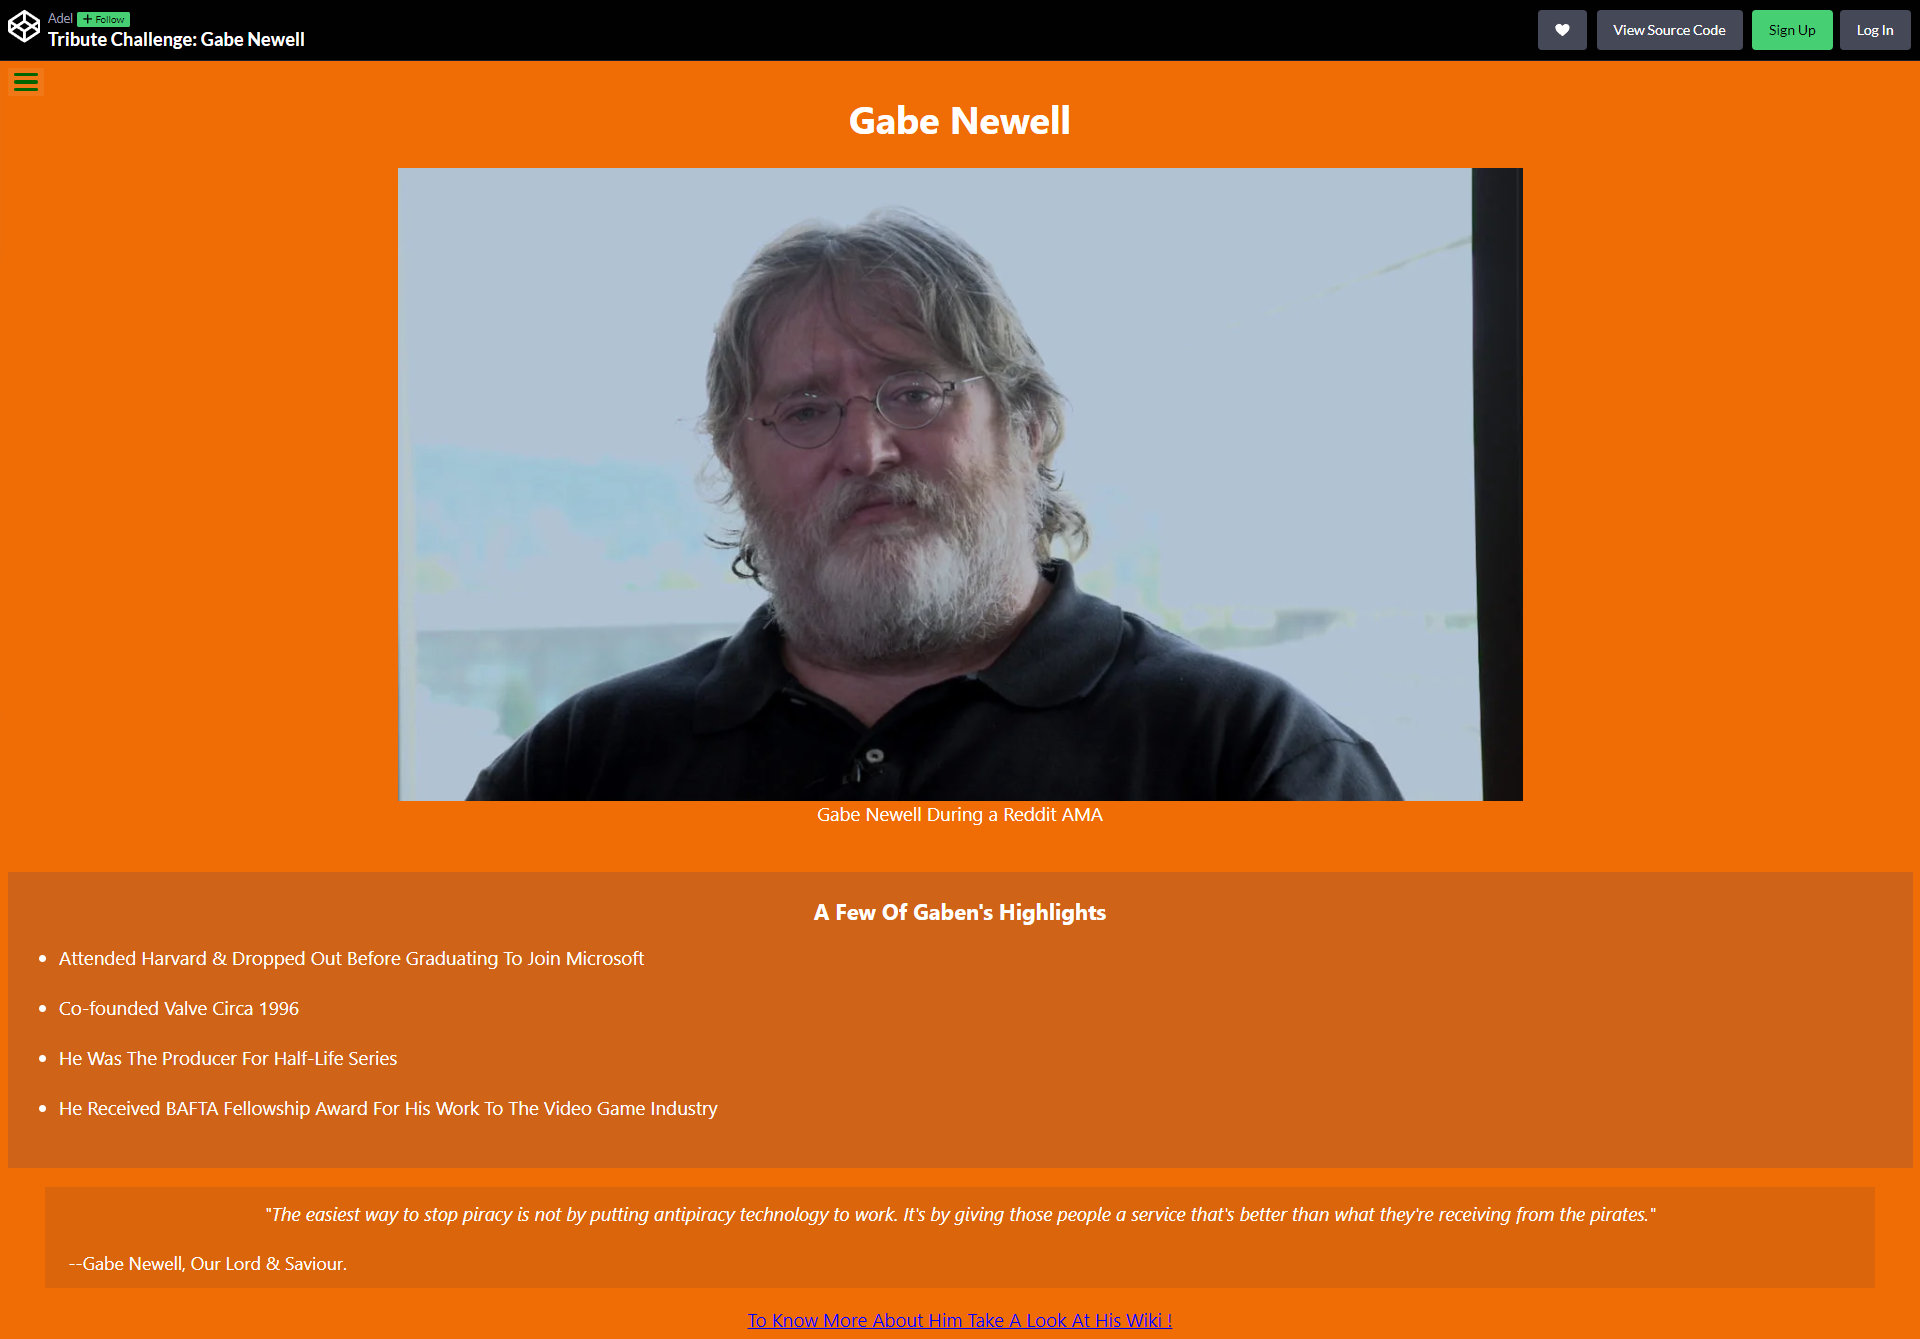 Adel + Follow
Tribute Challenge: Gabe Newell
View Source Code
Sign Up
Log In
Gabe Newell
Gabe Newell During a Reddit AMA
A Few Of Gaben's Highlights
Attended Harvard & Dropped Out Before Graduating To Join Microsoft
Co-founded Valve Circa 1996
He Was The Producer For Half-Life Series
He Received BAFTA Fellowship Award For His Work To The Video Game Industry
"The easiest way to stop piracy is not by putting antipiracy technology to work. It's by giving those people a service that's better than what they're receiving from the pirates."
--Gabe Newell, Our Lord & Saviour.
To Know More About Him Take A Look At His Wiki !